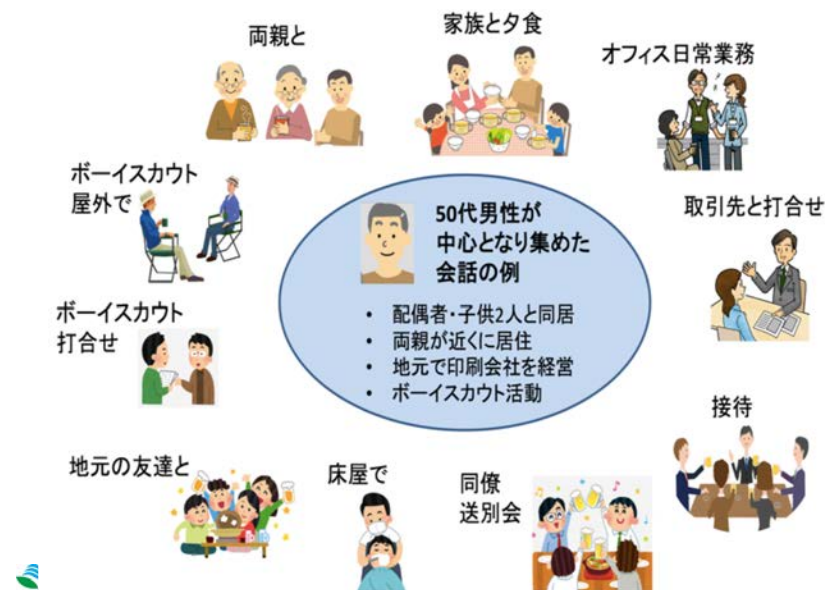 両親と
家族と夕食
オフィス日常業務
ボーイスカウト
屋外で
取引先と打合せ
50代男性が
中心となり集めた
会話の例
• 配偶者・子供2人と同居
• 両親が近くに居住
• 地元で印刷会社を経営
• ボーイスカウト活動
ボーイスカウト
打合せ
接待
地元の友達と
床屋で
同僚
送別会